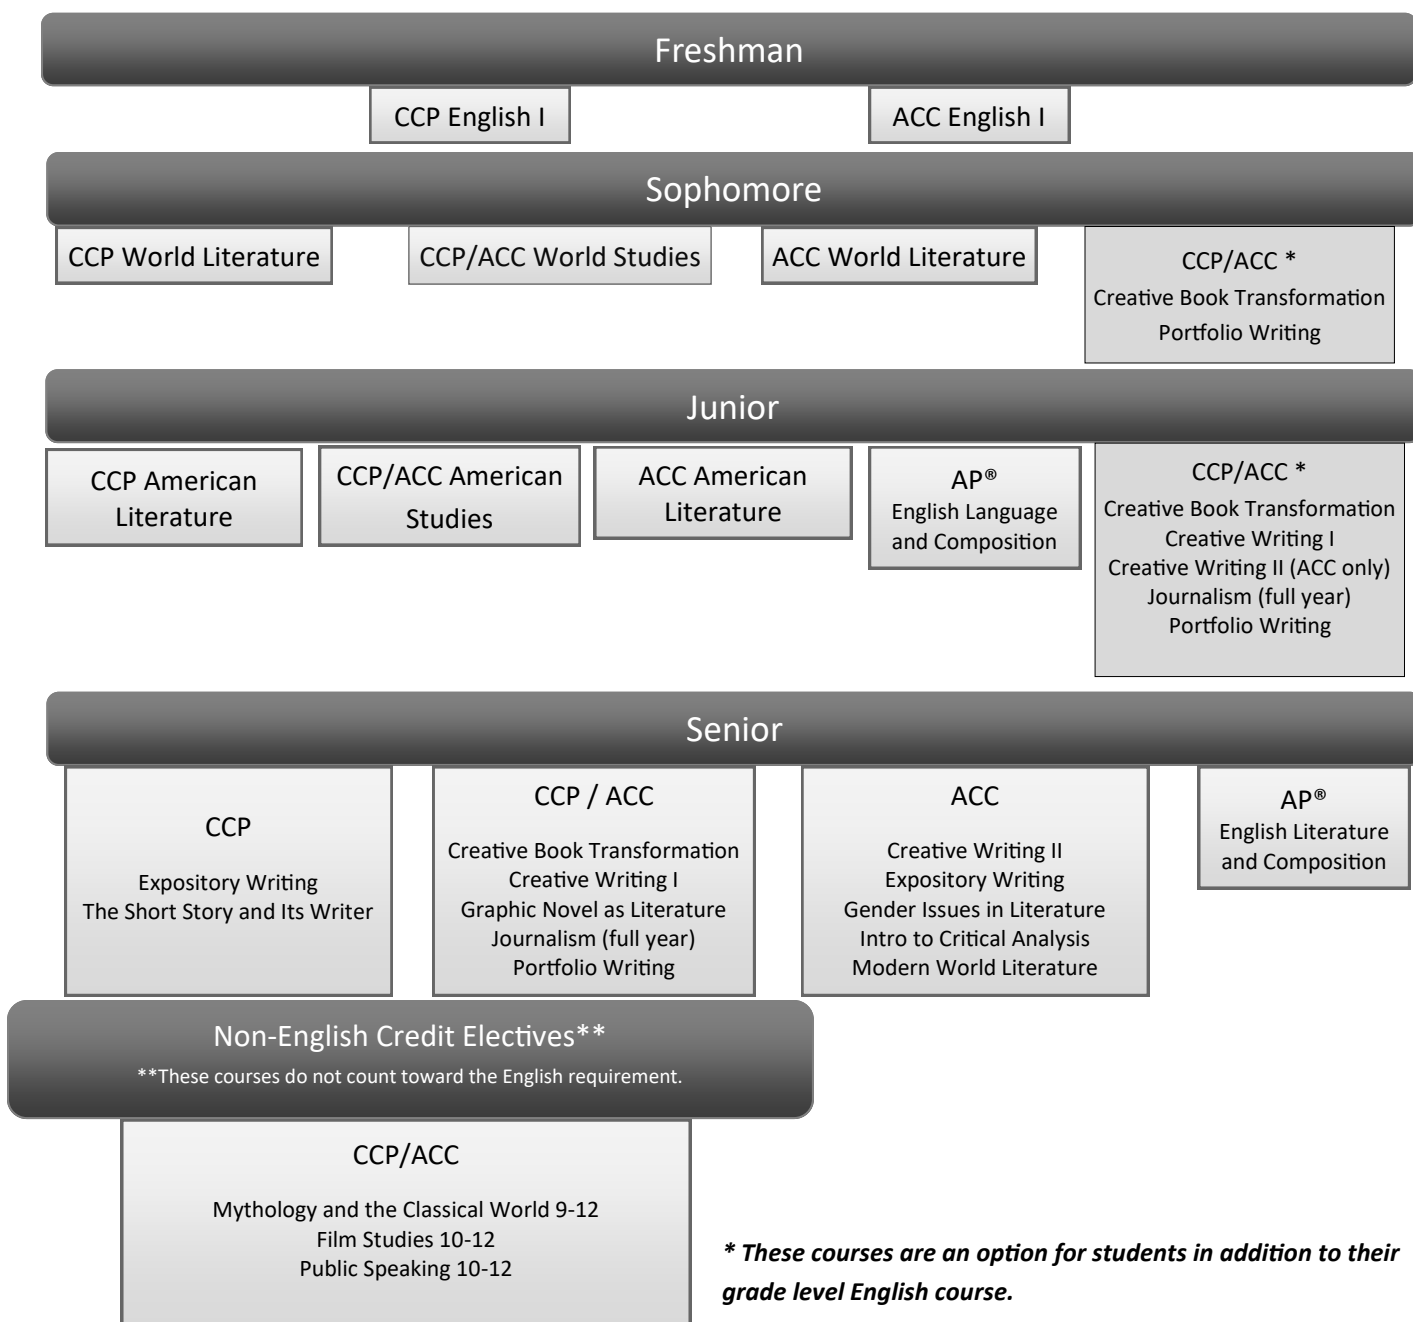 Freshman
CCP English I
ACC English I
Sophomore
CCP World Literature
CCP/ACC World Studies
ACC World Literature
CCP/ACC *
Creative Book Transformation
Portfolio Writing
Junior
CCP American
Literature
CCP/ACC American
Studies
ACC American
Literature
AP®
English Language
and Composition
CCP/ACC *
Creative Book Transformation
Creative Writing I
Creative Writing II (ACC only)
Journalism (full year)
Portfolio Writing
Senior
CCP
Expository Writing
The Short Story and Its Writer
CCP / ACC
Creative Book Transformation
Creative Writing I
Graphic Novel as Literature
Journalism (full year)
Portfolio Writing
ACC
Creative Writing II
Expository Writing
Gender Issues in Literature
Intro to Critical Analysis
Modern World Literature
AP®
English Literature
and Composition
Non-English Credit Electives**
**These courses do not count toward the English requirement.
CCP/ACC
Mythology and the Classical World 9-12
Film Studies 10-12
Public Speaking 10-12
* These courses are an option for students in addition to their
grade level English course.